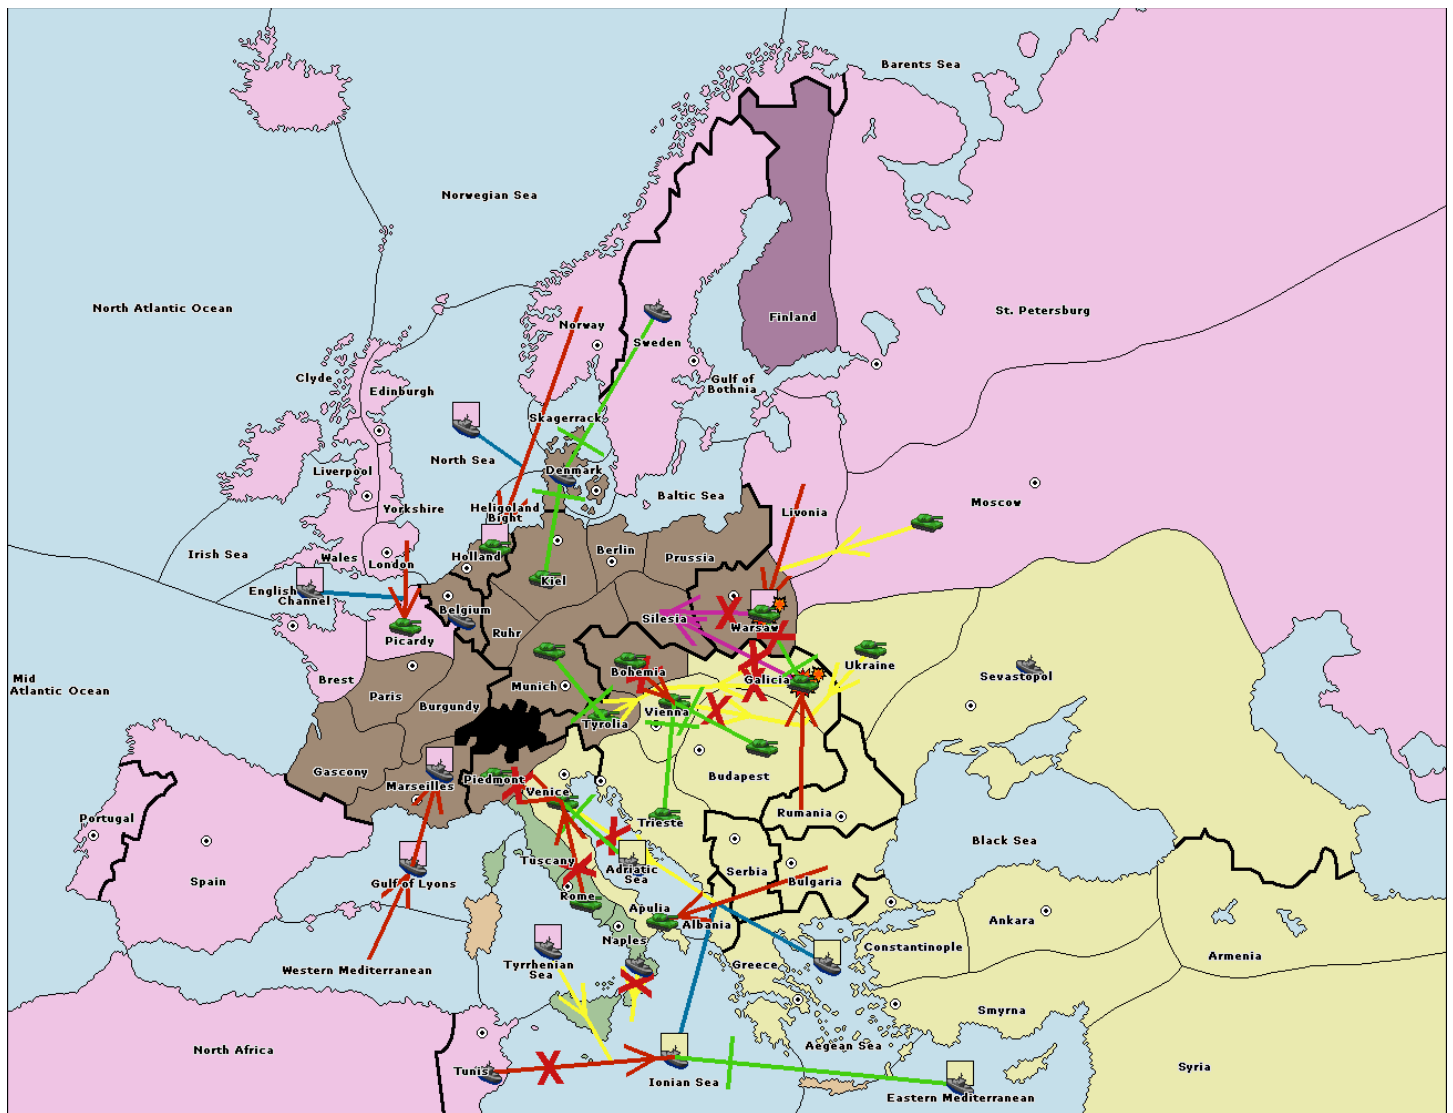 Barents Sea
Norwegian Sea
North Atlantic Ocean
St. Petersburg
Finland
Norway
Sweden
Clyde
Gulf of
Bothnia
Edinburgh
Skagerrack
North Sea
Denmark
Liverpool
Baltic Sea
Moscow
Livonia
Yorkshire
Heligoland
Bight
Irish Sea
Wales
London
Holland
Berlin
Prussia
English
Channel
Kiel
Belgium
Silesia
Warsaw
Ruhr
Picardy
Ukraine
Mid
Atlantic Ocean
Brest
Bohemia
Galicia
Sevastopol
Munich
Paris
Burgundy
Vienna
Tyrolia
Gascony
Marseilles
Piedmont
Budapest
Venice
Rumania
Portugal
Trieste
Black Sea
Tuscany
Adriatic
Sea
Serbia
Bulgaria
Spain
Gulf of Lyons
Rome
Apulia
Albania
Ankara
Naples
Constantinople
Armenia
Western Mediterranean
Tyrrhenian
Sea
Greece
Smyrna
Aegean Sea
North Africa
Tunis
Ionian Sea
Syria
Eastern Mediterranean